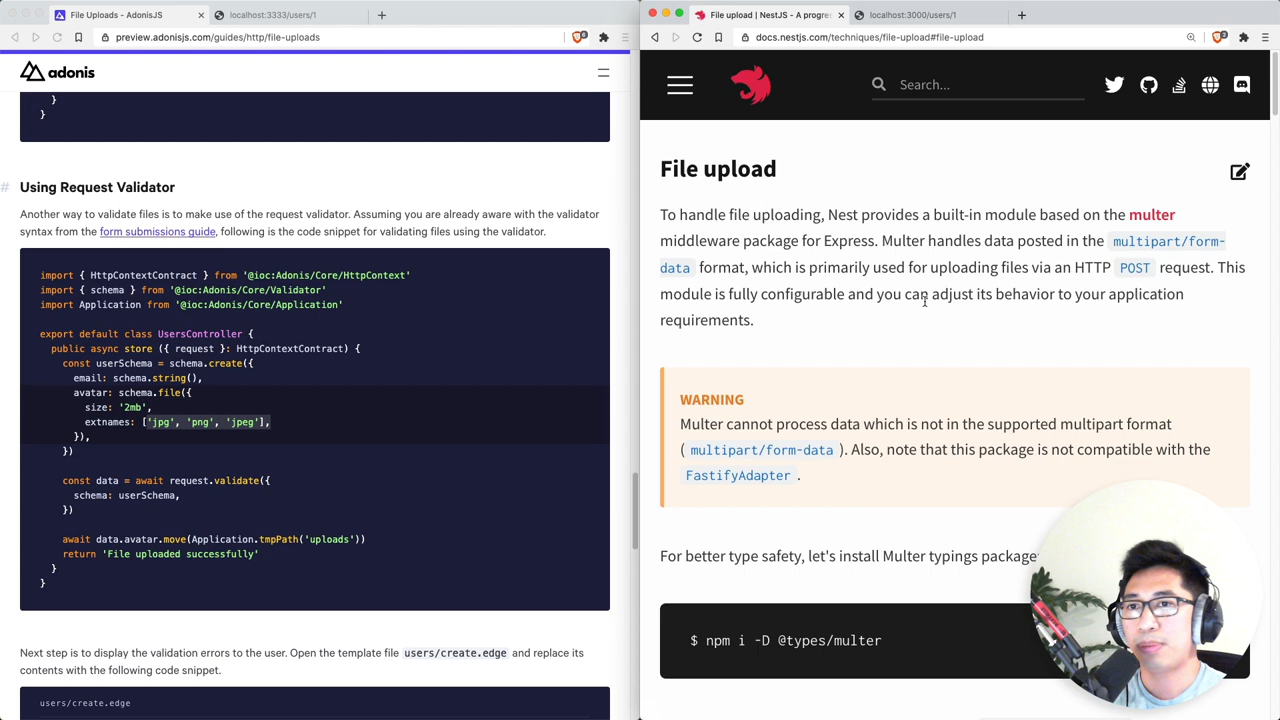 File Uploads - AdonisJS
localhost:3333/users/1
preview.adonisjs.com/guides/http/file-uploads
adonis
}
}
# Using Request Validator
Another way to validate files is to make use of the request validator. Assuming you are already aware with the validator
syntax from the form submissions guide, following is the code snippet for validating files using the validator.
import { HttpContextContract } from '@ioc:Adonis/Core/HttpContext'
import { schema } from '@ioc:Adonis/Core/Validator'
import Application from '@ioc:Adonis/Core/Application'
export default class UsersController {
public async store ({ request }: HttpContextContract) {
const userSchema = schema.create({
email: schema.string(),
avatar: schema.file({
size: '2mb',
extnames: ['jpg', 'png', 'jpeg'],
}),
})
const data = await request.validate({
schema: userSchema,
})
await data.avatar.move(Application.tmpPath('uploads'))
return 'File uploaded successfully'
}
}
Next step is to display the validation errors to the user. Open the template file users/create.edge and replace its
contents with the following code snippet.
users/create.edge
File upload | NestJS - A progre
localhost:3000/users/1
docs.nestjs.com/techniques/file-upload#file-upload
Search...
File upload
To handle file uploading, Nest provides a built-in module based on the multer
middleware package for Express. Multer handles data posted in the multipart/form-
data format, which is primarily used for uploading files via an HTTP POST request. This
module is fully configurable and you can adjust its behavior to your application
requirements.
WARNING
Multer cannot process data which is not in the supported multipart format
( multipart/form-data ). Also, note that this package is not compatible with the
FastifyAdapter .
For better type safety, let's install Multer typings package
$ npm i -D @types/multer